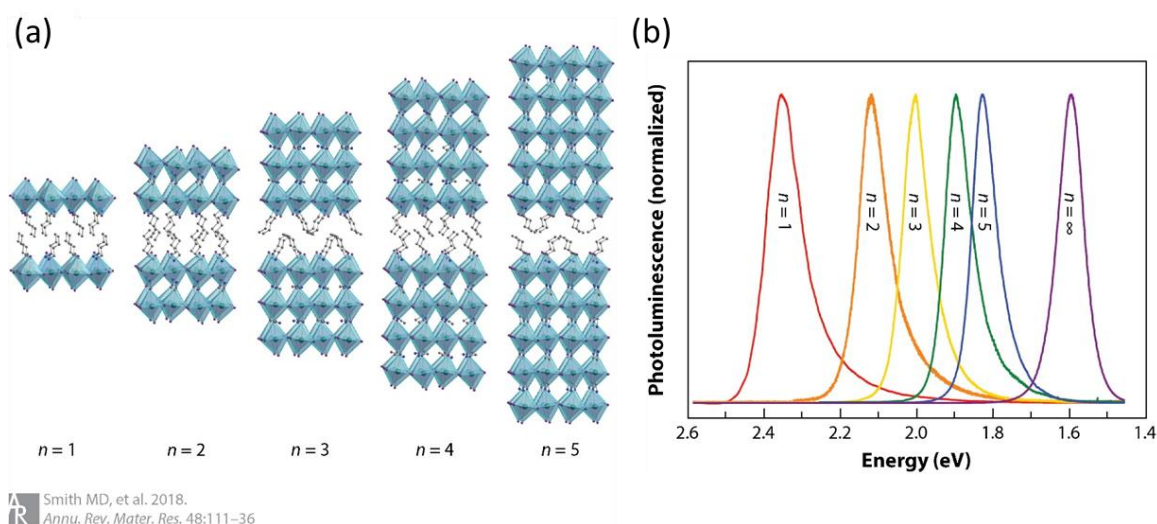 (a)
n = 1
n = 2
n = 3
n = 4
n = 5
AR
Smith MD, et al. 2018.
Annu. Rev. Mater. Res. 48:111–36
(b)
Photoluminescence (normalized)
n = 1
n = 2
n = 3
n = 4
n = 5
n = ∞
2.6 2.4 2.2 2.0 1.8 1.6 1.4
Energy (eV)